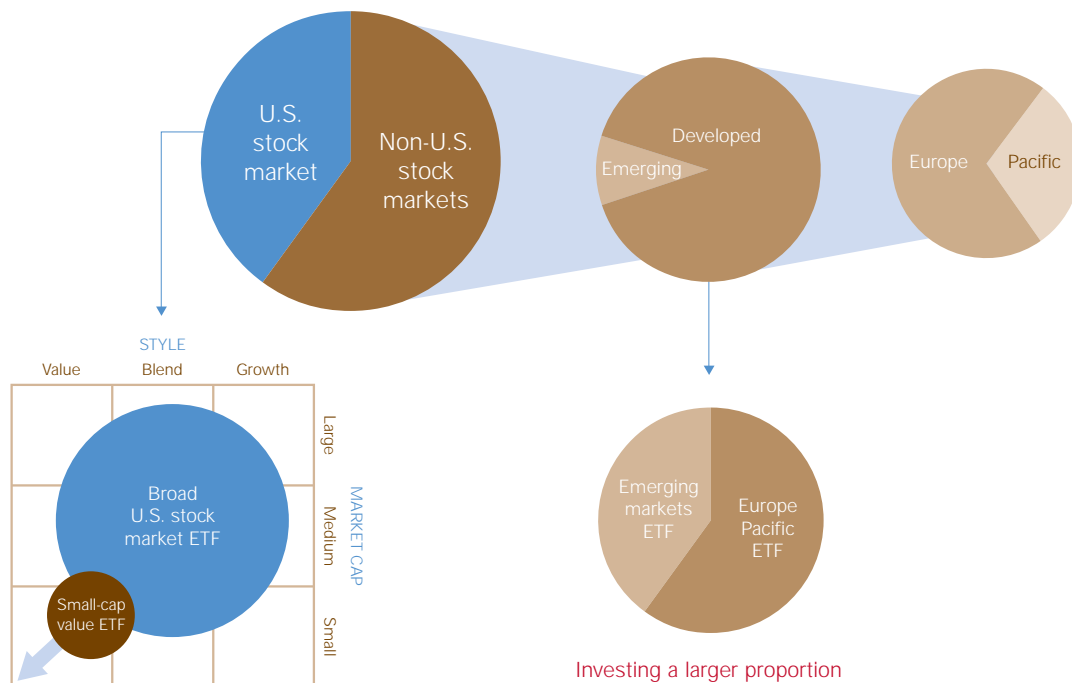 U.S.
stock
market
Non-U.S.
stock
markets
Developed
Emerging
Europe
Pacific
STYLE
Value
Blend
Growth
Large
Medium
Small
MARKET CAP
Broad
U.S. stock
market ETF
Small-cap
value ETF
Emerging
markets
ETF
Europe
Pacific
ETF
Investing a larger proportion